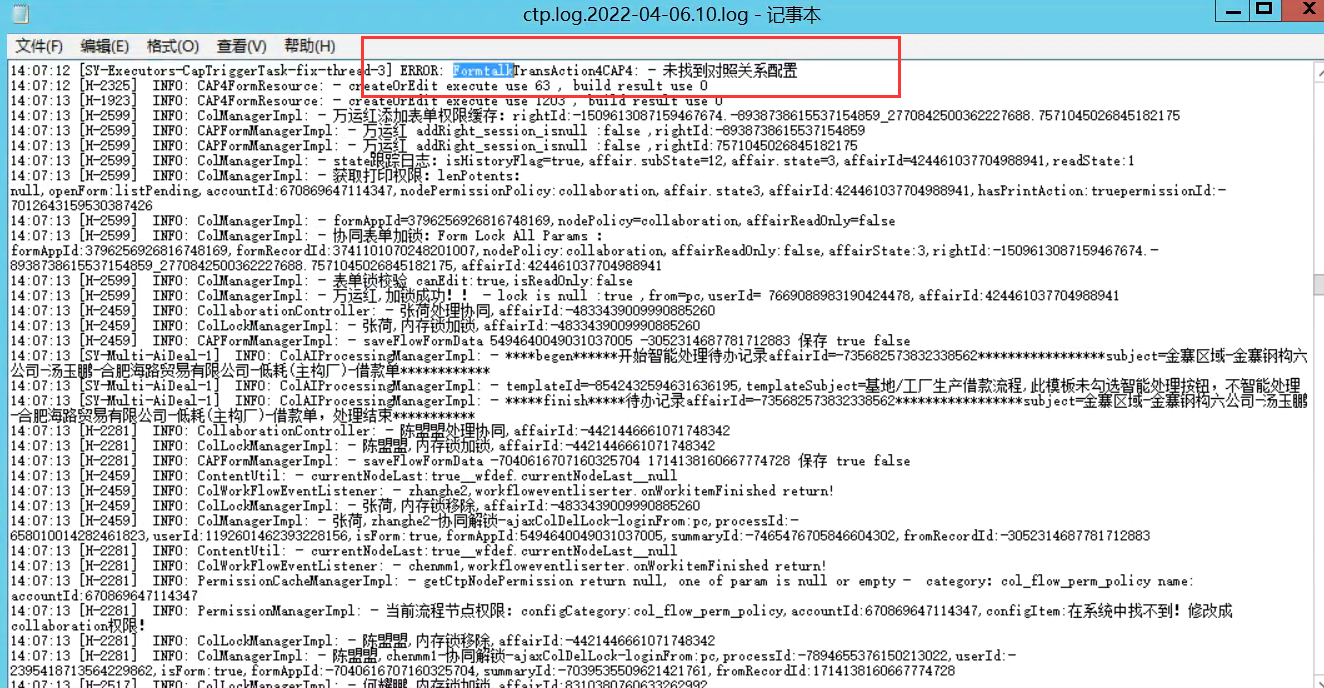 ctp.log.2022-04-06.10.log - 记事本
文件(F) 编辑(E) 格式(O) 查看(V) 帮助(H)
14:07:12 [SY-Executors-CapTriggerTask-fix-thread-3] ERROR: FormtalkTransAction4CAP4: - 未找到对照关系配置
14:07:12 [H-2325]  INFO: CAP4FormResource: - createOrEdit execute use 63 , build result use 0
14:07:13 [H-1923]  INFO: CAP4FormResource: - createOrEdit execute use 1203 , build result use 0
14:07:13 [H-2599]  INFO: ColManagerImpl: - 万运红添加表单权限缓存: rightId:-1509613087159467674.-8938738615537154859_2770842500362227688.7571045026845182175
14:07:13 [H-2599]  INFO: CAPFormManagerImpl: - 万运红 addRight_session_isnull :false ,rightId:-8938738615537154859
14:07:13 [H-2599]  INFO: CAPFormManagerImpl: - 万运红 addRight_session_isnull :false ,rightId:7571045026845182175
14:07:13 [H-2599]  INFO: ColManagerImpl: - state跟踪日志: isHistoryFlag=true, affair.subState=12, affair.state=3, affairId=424461037704988941, readState:1
14:07:13 [H-2599]  INFO: ColManagerImpl: - 获取打印权限: lenPotents:
null, openForm:listPending, accountId:670869647114347, nodePermissionPolicy:collaboration, affair.state3, affairId:424461037704988941, hasPrintAction:truepermissionId:-
7012643159530387426
14:07:13 [H-2599]  INFO: ColManagerImpl: - formAppId=3796256926816748169, nodePolicy=collaboration, affairReadOnly=false
14:07:13 [H-2599]  INFO: ColManagerImpl: - 协同表单加锁: Form Lock All Params :
formAppId:3796256926816748169, formRecordId:3741101070248201007, nodePolicy:collaboration, affairReadOnly:false, affairState:3, rightId:-1509613087159467674.-
8938738615537154859_2770842500362227688.7571045026845182175, affairId:424461037704988941
14:07:13 [H-2599]  INFO: ColManagerImpl: - 表单锁校验 canEdit:true, isReadOnly:false
14:07:13 [H-2599]  INFO: ColManagerImpl: - 万运红, 加锁成功！！ - lock is null :true , from=pc, userId= 7669088983190424478, affairId:424461037704988941
14:07:13 [H-2459]  INFO: CollaborationController: - 张荷处理协同, affairId:-4833439009990885260
14:07:13 [H-2459]  INFO: ColLockManagerImpl: - 张荷, 内存锁加锁, affairId:-4833439009990885260
14:07:13 [H-2459]  INFO: CAPFormManagerImpl: - saveFlowFormData 5494640049031037005 -3052314687781712883 保存 true false
14:07:13 [SY-Multi-AiDeal-1]  INFO: ColAIProcessingManagerImpl: - ****begen******开始智能处理待办记录affairId=-735682573832338562******************subject=金寨区域-金寨钢构六
公司-汤玉鹏-合肥海路贸易有限公司-低耗(主构厂)-借款单************
14:07:13 [SY-Multi-AiDeal-1]  INFO: ColAIProcessingManagerImpl: - templateId=-8542432594631636195, templateSubject=基地/工厂生产借款流程, 此模板未勾选智能处理按钮，不智能处理
14:07:13 [SY-Multi-AiDeal-1]  INFO: ColAIProcessingManagerImpl: - *****finish*****待办记录affairId=-735682573832338562******************subject=金寨区域-金寨钢构六公司-汤玉鹏
-合肥海路贸易有限公司-低耗(主构厂)-借款单，处理结束***********
14:07:13 [H-2281]  INFO: CollaborationController: - 陈盟盟处理协同, affairId:-4421446661071748342
14:07:13 [H-2281]  INFO: ColLockManagerImpl: - 陈盟盟, 内存锁加锁, affairId:-4421446661071748342
14:07:13 [H-2281]  INFO: CAPFormManagerImpl: - saveFlowFormData -7040616707160325704 1714138160667774728 保存 true false
14:07:13 [H-2459]  INFO: ContentUtil: - currentNodeLast:true__wfdef.currentNodeLast__null
14:07:13 [H-2459]  INFO: ColWorkFlowEventListener: - zhanghe2, workfloweventliserter.onWorkitemFinished return!
14:07:13 [H-2459]  INFO: ColLockManagerImpl: - 张荷, 内存锁移除, affairId:-4833439009990885260
14:07:13 [H-2459]  INFO: ColManagerImpl: - 张荷, zhanghe2-协同解锁-ajaxColDelLock-loginFrom:pc, processId:-
658010014282461823, userId:1192601462393228156, isForm:true, formAppId:5494640049031037005, summaryId:-7465476705846604302, fromRecordId:-3052314687781712883
14:07:13 [H-2281]  INFO: ContentUtil: - currentNodeLast:true__wfdef.currentNodeLast__null
14:07:13 [H-2281]  INFO: ColWorkFlowEventListener: - chenmm1, workfloweventliserter.onWorkitemFinished return!
14:07:13 [H-2281]  INFO: PermissionCacheManagerImpl: - getCtpNodePermission return null, one of param is null or empty -  category: col_flow_perm_policy name:
accountId:670869647114347
14:07:13 [H-2281]  INFO: PermissionManagerImpl: - 当前流程节点权限: configCategory:col_flow_perm_policy, accountId:670869647114347, configItem:在系统中找不到! 修改成
collaboration权限!
14:07:13 [H-2281]  INFO: ColLockManagerImpl: - 陈盟盟, 内存锁移除, affairId:-4421446661071748342
14:07:13 [H-2281]  INFO: ColManagerImpl: - 陈盟盟, chenmm1-协同解锁-ajaxColDelLock-loginFrom:pc, processId:-7894655376150213022, userId:-
2395418713564229862, isForm:true, formAppId:-7040616707160325704, summaryId:-7039535509621421761, fromRecordId:1714138160667774728
14:07:13 [H-2517]  INFO: ColLockManagerImpl: - 何耀鹏, 内存锁加锁, affairId:8310380760633262992